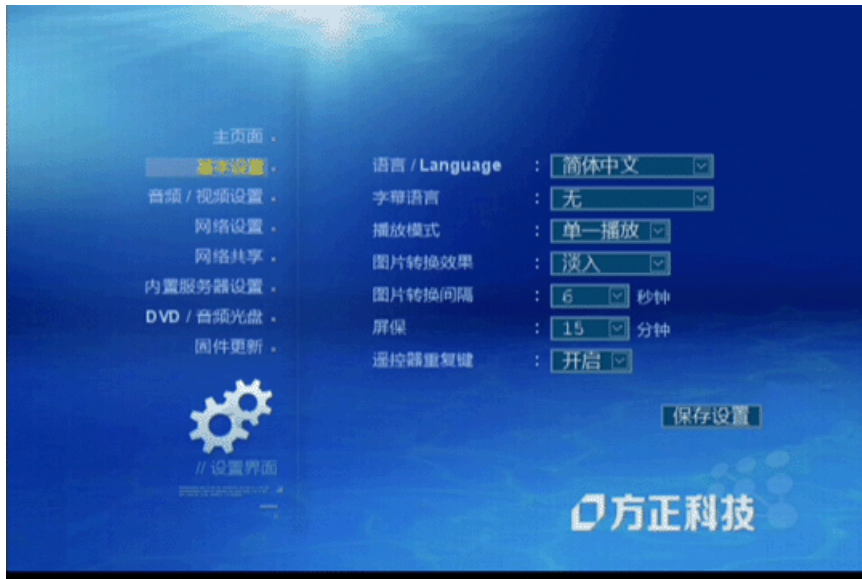 主页面
基本设置
音频 / 视频设置
网络设置
网络共享
内置服务器设置
DVD / 音频光盘
固件更新
// 设置界面
语言 / Language : 简体中文
字幕语言 : 无
播放模式 : 单一播放
图片转换效果 : 淡入
图片转换间隔 : 6 秒钟
屏保 : 15 分钟
遥控器重复键 : 开启
保存设置
方正科技